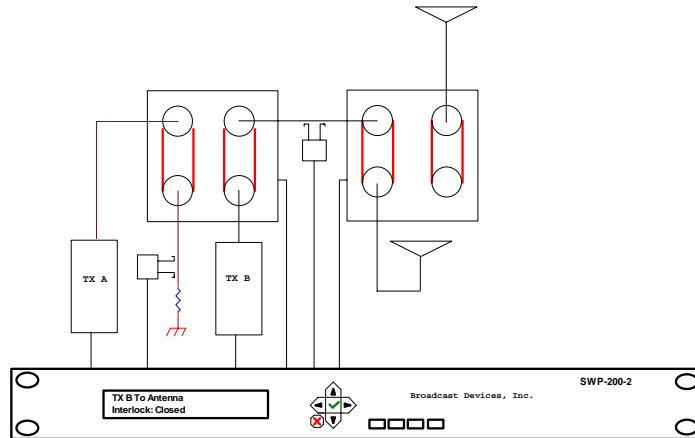 TX A
TX B
SWP-200-2
TX B To Antenna
Interlock: Closed
Broadcast Devices, Inc.